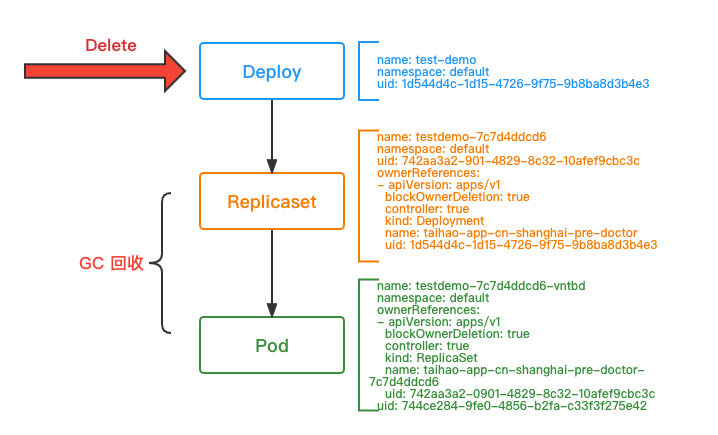 Delete
Deploy
name: test-demo
namespace: default
uid: 1d544d4c-1d15-4726-9f75-9b8ba8d3b4e3
Replicaset
name: testdemo-7c7d4ddcd6
namespace: default
uid: 742aa3a2-901-4829-8c32-10afef9cbc3c
ownerReferences:
- apiVersion: apps/v1
blockOwnerDeletion: true
controller: true
kind: Deployment
name: taihao-app-cn-shanghai-pre-doctor
uid: 1d544d4c-1d15-4726-9f75-9b8ba8d3b4e3
GC 回收
Pod
name: testdemo-7c7d4ddcd6-vntbd
namespace: default
ownerReferences:
- apiVersion: apps/v1
blockOwnerDeletion: true
controller: true
kind: ReplicaSet
name: taihao-app-cn-shanghai-pre-doctor-
7c7d4ddcd6
uid: 742aa3a2-0901-4829-8c32-10afef9cbc3c
uid: 744ce284-9fe0-4856-b2fa-c33f3f275e42